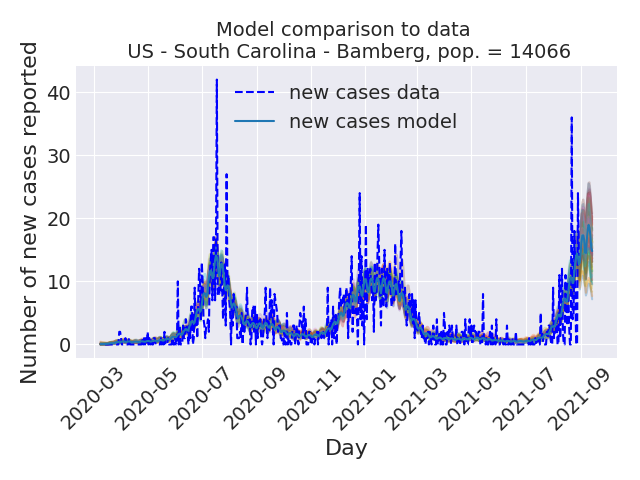 Model comparison to data
US - South Carolina - Bamberg, pop. = 14066
Number of new cases reported
40
30
20
10
0
new cases data
new cases model
2020-03
2020-05
2020-07
2020-09
2020-11
2021-01
2021-03
2021-05
2021-07
2021-09
Day